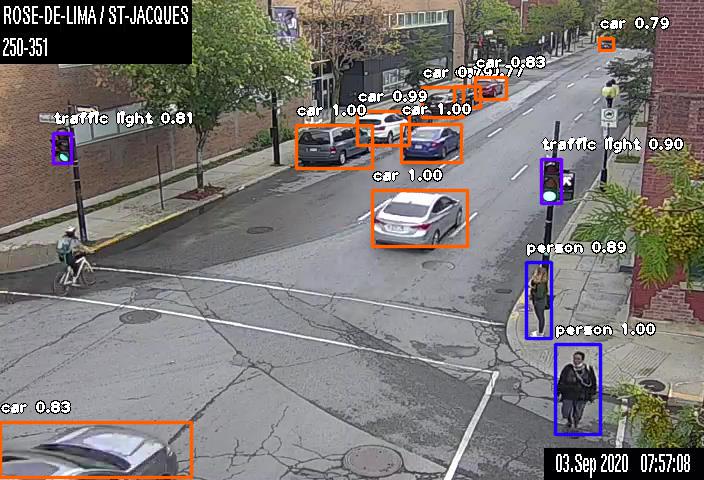 ROSE-DE-LIMA / ST-JACQUES
250-351
car 0.79
car 0.83
car 0.99
car 1.00
car 1.00
traffic light 0.81
traffic light 0.90
car 1.00
person 0.89
person 1.00
car 0.83
03.Sep 2020 07:57:08